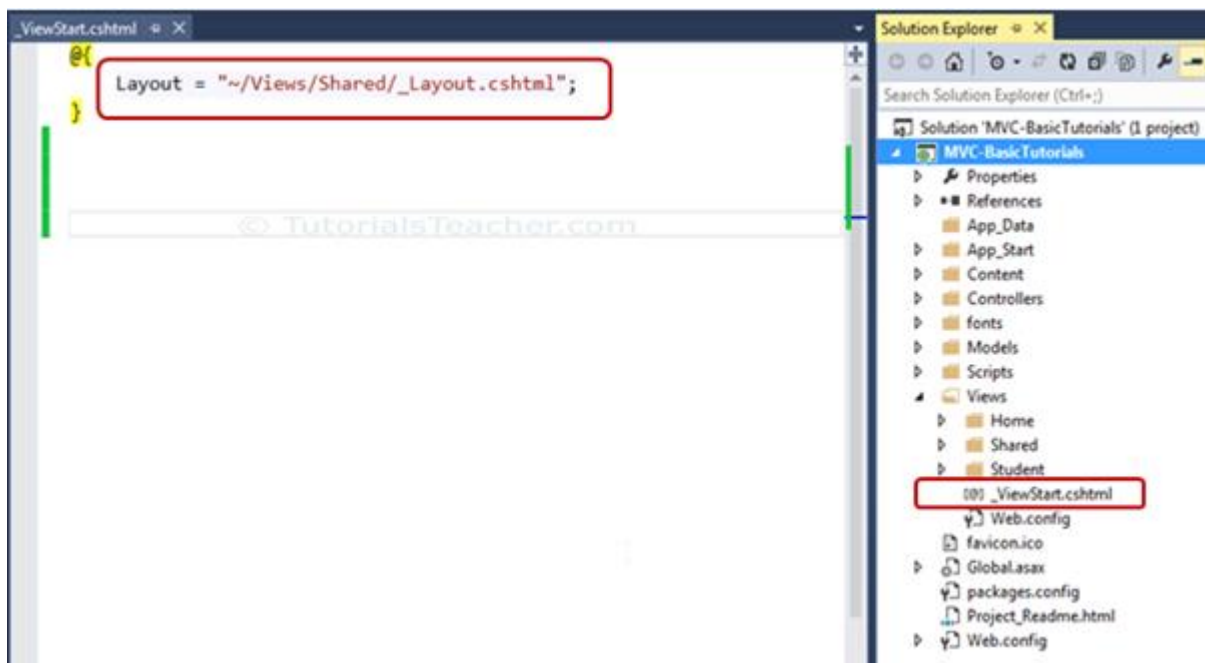 _ViewStart.cshtml
@{
Layout = "~/Views/Shared/_Layout.cshtml";
}
© TutorialsTeacher.com
Solution Explorer
Search Solution Explorer (Ctrl+;)
Solution 'MVC-BasicTutorials' (1 project)
MVC-BasicTutorials
Properties
References
App_Data
App_Start
Content
Controllers
fonts
Models
Scripts
Views
Home
Shared
Student
_ViewStart.cshtml
Web.config
favicon.ico
Global.asax
packages.config
Project_Readme.html
Web.config